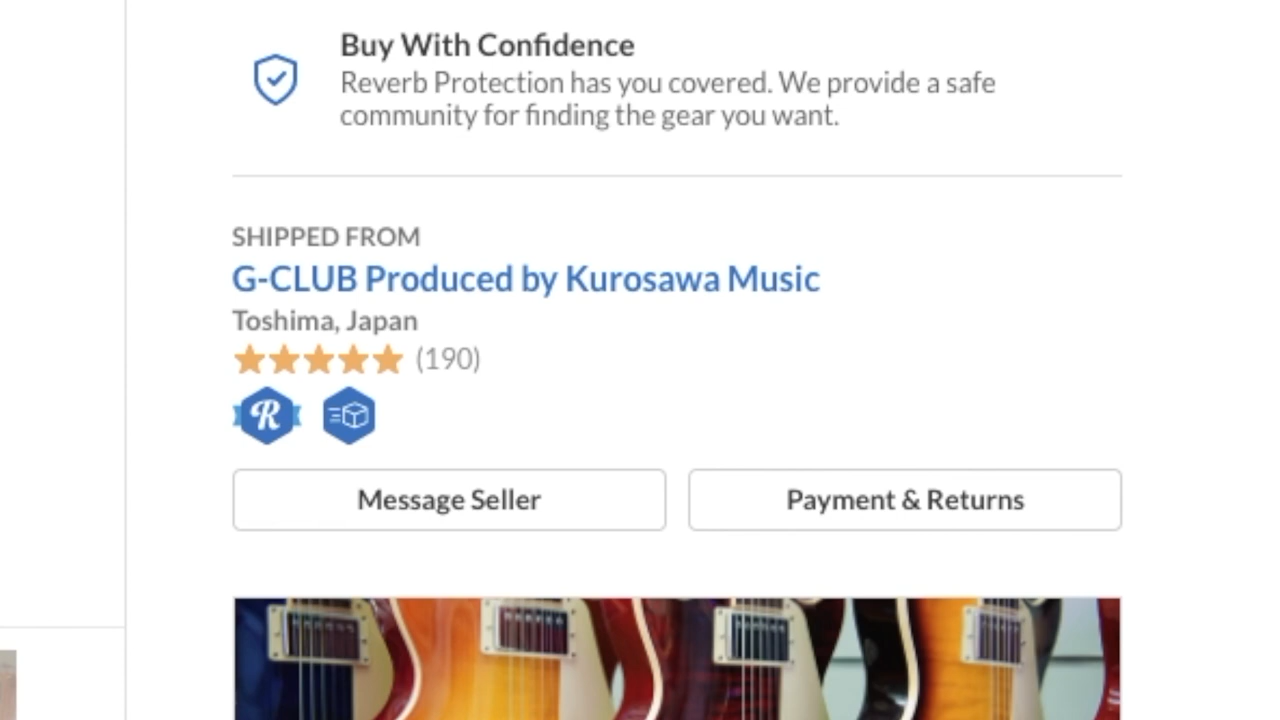 Buy With Confidence
Reverb Protection has you covered. We provide a safe
community for finding the gear you want.
SHIPPED FROM
G-CLUB Produced by Kurosawa Music
Toshima, Japan
(190)
R
Message Seller
Payment & Returns